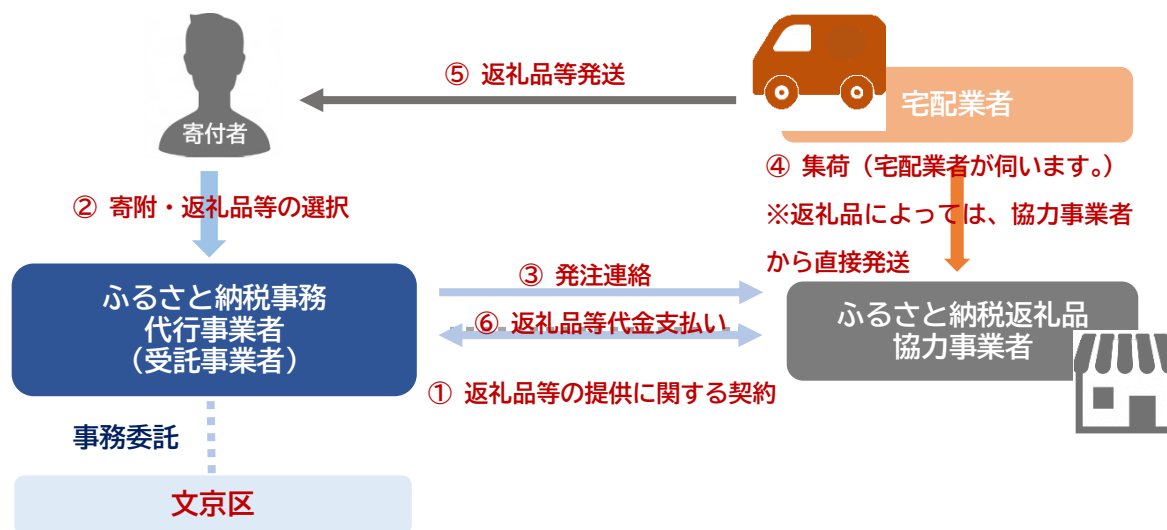 ⑤ 返礼品等発送
寄付者
宅配業者
② 寄附・返礼品等の選択
④ 集荷（宅配業者が伺います。）
※返礼品によっては、協力事業者
から直接発送
ふるさと納税事務
代行事業者
（受託事業者）
③ 発注連絡
⑥ 返礼品等代金支払い
① 返礼品等の提供に関する契約
ふるさと納税返礼品
協力事業者
事務委託
文京区